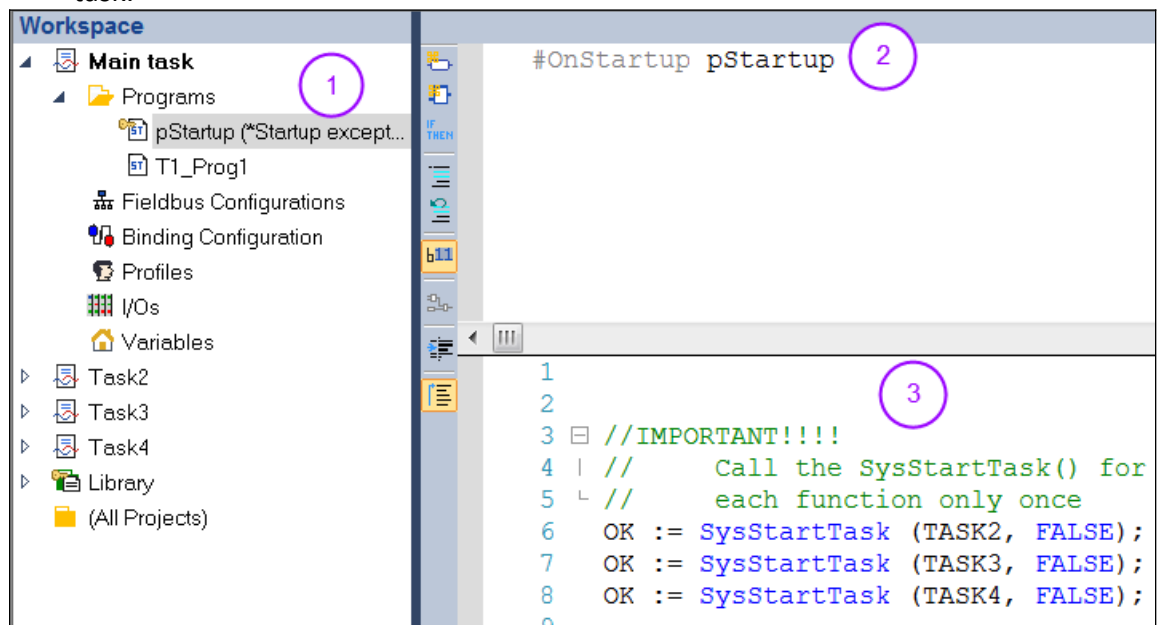 task.
Workspace
Main task
1
Programs
pStartup (*Startup except...
T1_Prog1
Fieldbus Configurations
Binding Configuration
Profiles
I/Os
Variables
Task2
Task3
Task4
Library
(All Projects)
IF
THEN
b11
#OnStartup pStartup
2
3
1
2
3 //IMPORTANT!!!!
4 // Call the SysStartTask() for
5 // each function only once
6 OK := SysStartTask (TASK2, FALSE);
7 OK := SysStartTask (TASK3, FALSE);
8 OK := SysStartTask (TASK4, FALSE);